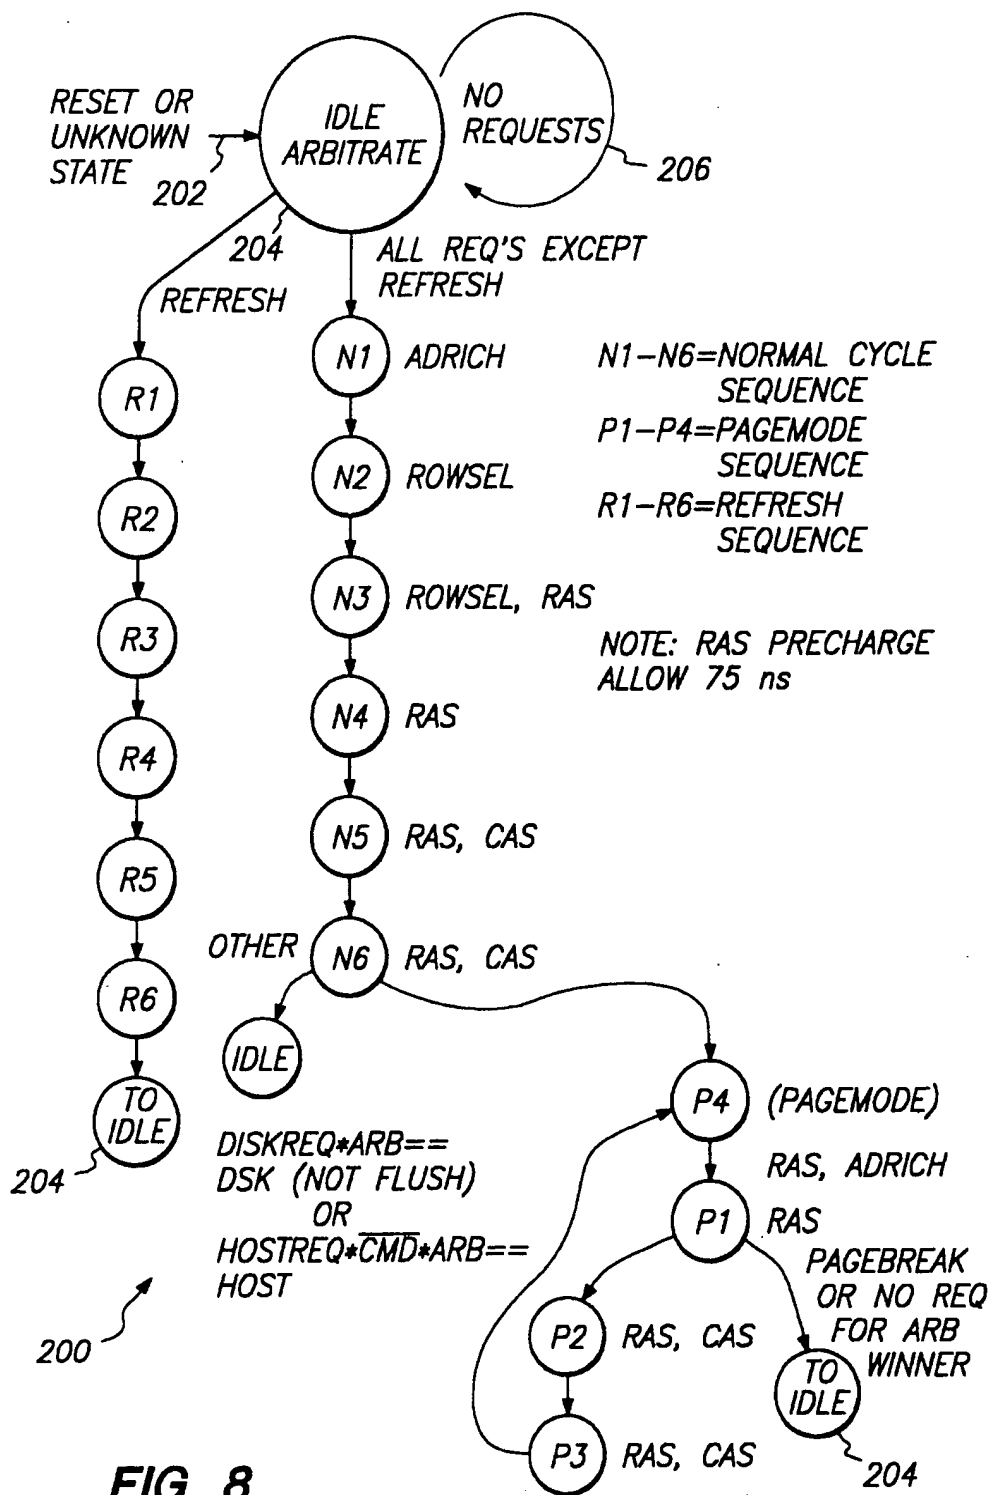 RESET OR
UNKNOWN
STATE
202
IDLE
ARBITRATE
NO
REQUESTS
206
204
ALL REQ'S EXCEPT
REFRESH
REFRESH
N1 ADRICH
N2 ROWSEL
N3 ROWSEL, RAS
N4 RAS
N5 RAS, CAS
N6 RAS, CAS
OTHER
IDLE
R1
R2
R3
R4
R5
R6
TO
IDLE
204
N1-N6=NORMAL CYCLE
SEQUENCE
P1-P4=PAGEMODE
SEQUENCE
R1-R6=REFRESH
SEQUENCE
NOTE: RAS PRECHARGE
ALLOW 75 ns
DISKREQ*ARB==
DSK (NOT FLUSH)
OR
HOSTREQ*C̅M̅D̅*ARB==
HOST
P4 (PAGEMODE)
RAS, ADRICH
P1 RAS
PAGEBREAK
OR NO REQ
FOR ARB
WINNER
P2 RAS, CAS
TO
IDLE
P3 RAS, CAS
204
200
FIG 8